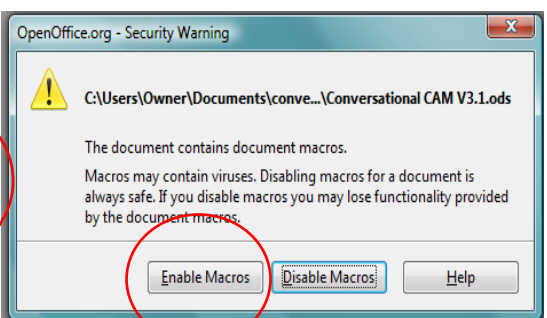 OpenOffice.org - Security Warning
C:\Users\Owner\Documents\conve...\Conversational CAM V3.1.ods
The document contains document macros.
Macros may contain viruses. Disabling macros for a document is
always safe. If you disable macros you may lose functionality provided
by the document macros.
Enable Macros Disable Macros Help